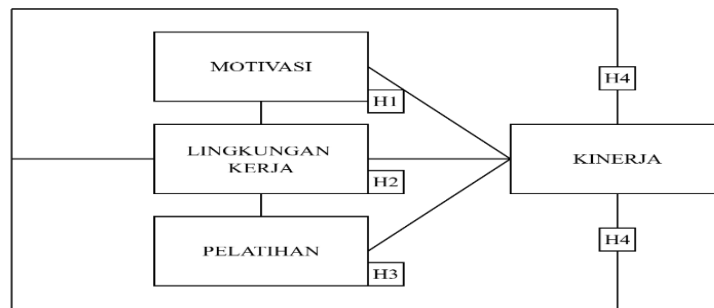 MOTIVASI
H4
H1
LINGKUNGAN
KERJA
KINERJA
H2
PELATIHAN
H4
H3